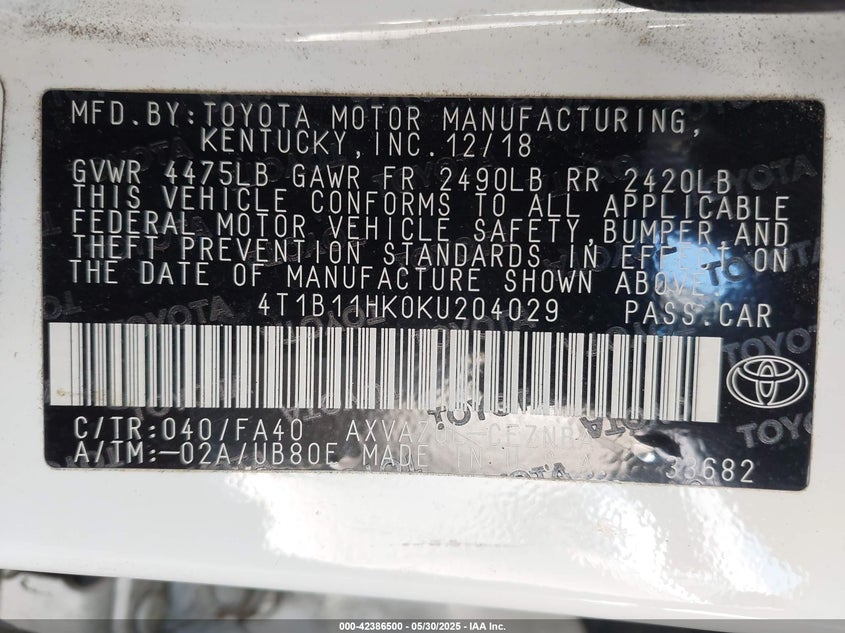 MFD.BY:TOYOTA MOTOR MANUFACTURING,
KENTUCKY,INC. 12/18
GVWR 4475LB GAWR FR 2490LB RR 2420LB
THIS VEHICLE CONFORMS TO ALL APPLICABLE
FEDERAL MOTOR VEHICLE SAFETY,BUMPER,AND
THEFT PREVENTION STANDARDS IN EFFECT ON
THE DATE OF MANUFACTURE SHOWN ABOVE.
4T1B11HK0KU204029 PASS.CAR
C/TR:040/FA40
A/TM:-02A/UB80E MADE IN 33682
TOYOTA
000-42386500 - 05/30/2025 - IAA Inc.